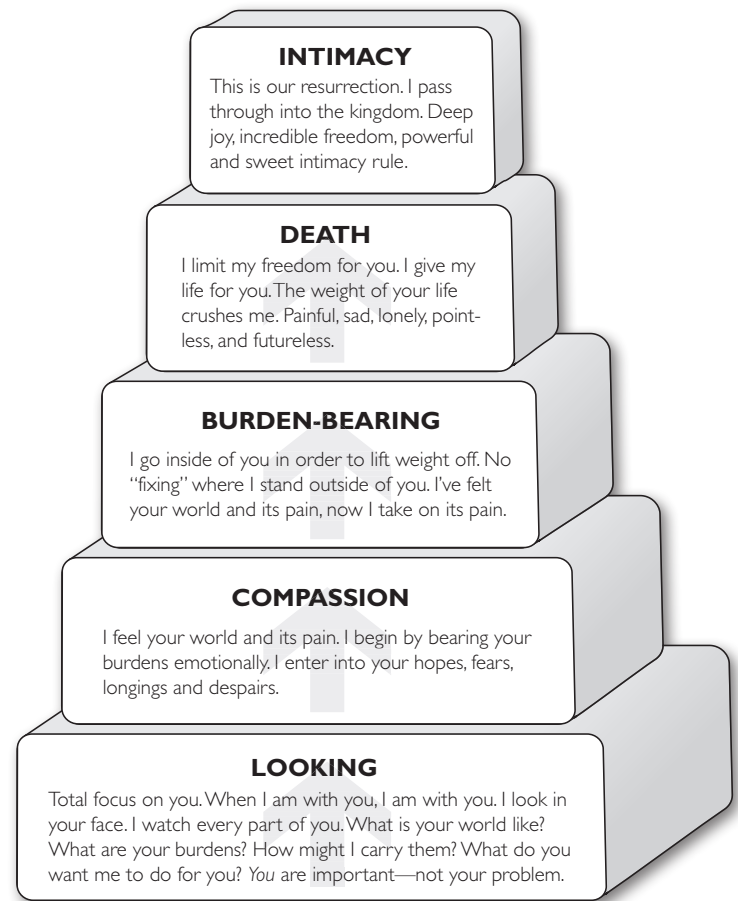 INTIMACY
This is our resurrection. I pass
through into the kingdom. Deep
joy, incredible freedom, powerful
and sweet intimacy rule.
DEATH
I limit my freedom for you. I give my
life for you. The weight of your life
crushes me. Painful, sad, lonely, point-
less, and futureless.
BURDEN-BEARING
I go inside of you in order to lift weight off. No
“fixing” where I stand outside of you. I’ve felt
your world and its pain, now I take on its pain.
COMPASSION
I feel your world and its pain. I begin by bearing your
burdens emotionally. I enter into your hopes, fears,
longings and despairs.
LOOKING
Total focus on you. When I am with you, I am with you. I look in
your face. I watch every part of you. What is your world like?
What are your burdens? How might I carry them? What do you
want me to do for you? You are important—not your problem.